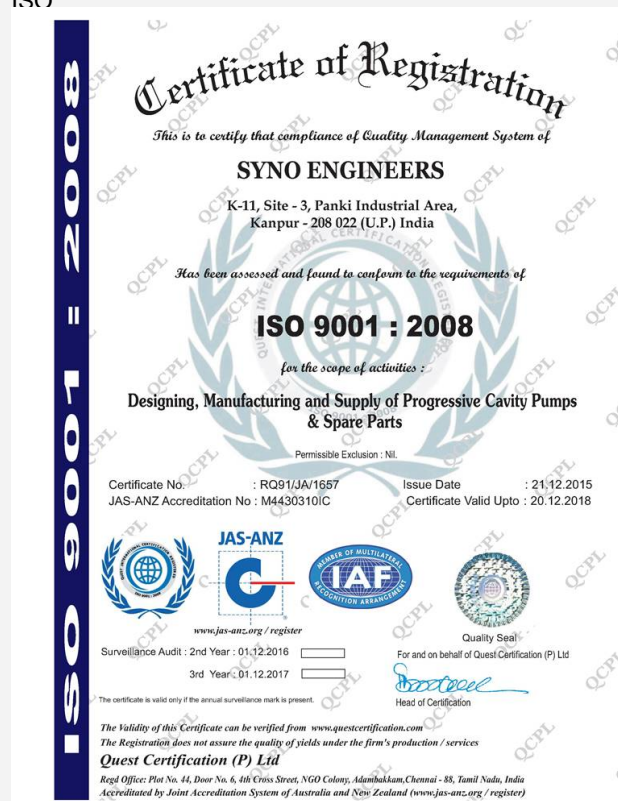 ISO
Certificate of Registration
This is to certify that compliance of Quality Management System of
SYNO ENGINEERS
K-11, Site - 3, Panki Industrial Area,
Kanpur - 208 022 (U.P.) India
Has been assessed and found to conform to the requirements of
ISO 9001 : 2008
for the scope of activities :
Designing, Manufacturing and Supply of Progressive Cavity Pumps
& Spare Parts
Permissible Exclusion : Nil.
Certificate No. : RQ91/JA/1657
Issue Date : 21.12.2015
JAS-ANZ Accreditation No : M4430310IC
Certificate Valid Upto : 20.12.2018
JAS-ANZ
MEMBER OF MULTILATERAL
IAF
RECOGNITION ARRANGEMENT
www.jas-anz.org / register
Quality Seal
Surveillance Audit : 2nd Year : 01.12.2016
For and on behalf of Quest Certification (P) Ltd
3rd Year : 01.12.2017
Head of Certification
The certificate is valid only if the annual surveillance mark is present.
The Validity of this Certificate can be verified from www.questcertification.com
The Registration does not assure the quality of yields under the firm's production / services
Quest Certification (P) Ltd
Regd Office: Plot No. 44, Door No. 6, 4th Cross Street, NGO Colony, Adambakkam,Chennai - 88, Tamil Nadu, India
Accreditated by Joint Accreditation System of Australia and New Zealand (www.jas-anz.org / register)
ISO 9001 = 2008
QCPL